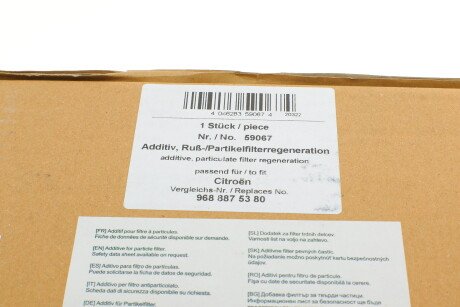 4 046283 59067 4 20327
1 Stück / piece
Nr. / No. 59067
Additiv, Ruß-/Partikelfilterregeneration
additive, particulate filter regeneration
passend für / to fit
Citroën
Vergleichs-Nr. / Replaces No.
968 887 53 80
[FR] Additif pour filtre à particules.
Fiche de données de sécurité disponible sur demande.
[EN] Additive for particle filter.
Safety data sheet available on request.
[ES] Aditivo para filtro de partículas.
Puede solicitarse la ficha de datos de seguridad.
[IT] Additivo per filtro antiparticolato.
Scheda dati di sicurezza disponibile su richiesta.
[DE] Additiv für Partikelfilter.
[SL] Dodatek za filter trdnih delcev.
Varnosti list na voljo na zahtevo.
[SK] Aditívne filter pevných častíc.
Na požiadanie možno poskytnúť kartu bezpečnostných
[RO] Aditivi pentru filtru de particule.
Fişa cu date de securitate disponibilă la cerere.
[BG] Добавка филтър за твърди частици.
Информационен лист за безопасност ще бъде